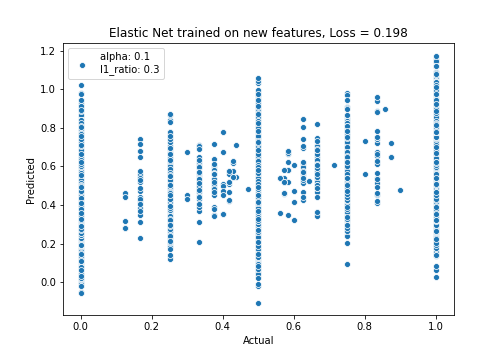 Elastic Net trained on new features, Loss = 0.198
alpha: 0.1
l1_ratio: 0.3
1.2
1.0
0.8
0.6
0.4
0.2
0.0
Predicted
0.0 0.2 0.4 0.6 0.8 1.0
Actual